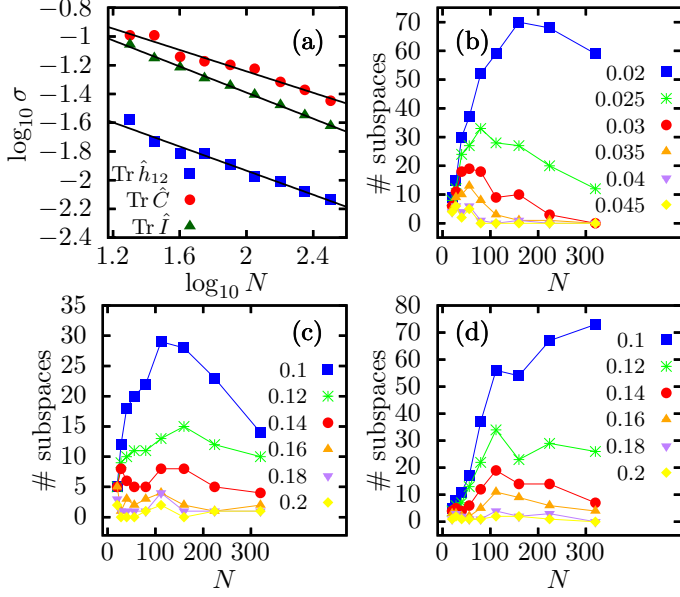 (a)
log₁₀ σ
−0.8
−1
−1.2
−1.4
−1.6
−1.8
−2
−2.2
−2.4
Tr ĥ₁₂
Tr Ĉ
Tr Î
1.2 1.6 2 2.4
log₁₀ N
(b)
# subspaces
70
60
50
40
30
20
10
0
0.02
0.025
0.03
0.035
0.04
0.045
0 100 200 300
N
(c)
# subspaces
35
30
25
20
15
10
5
0
0.1
0.12
0.14
0.16
0.18
0.2
0 100 200 300
N
(d)
# subspaces
80
70
60
50
40
30
20
10
0
0.1
0.12
0.14
0.16
0.18
0.2
0 100 200 300
N